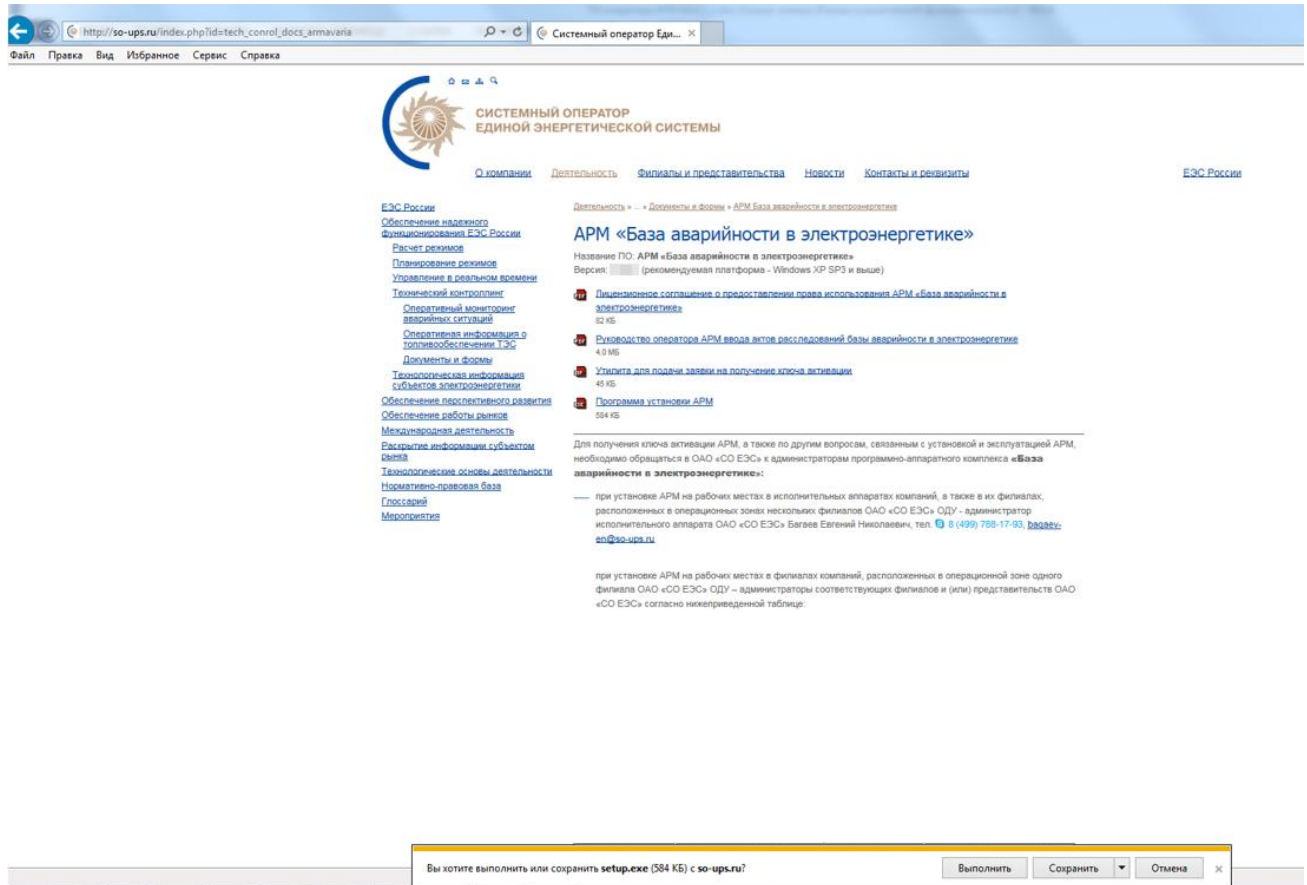 http://so-ups.ru/index.php?id=tech_conrol_docs_armavaria
Системный оператор Еди...
Файл Правка Вид Избранное Сервис Справка
СИСТЕМНЫЙ ОПЕРАТОР
ЕДИНОЙ ЭНЕРГЕТИЧЕСКОЙ СИСТЕМЫ
О компании Деятельность Филиалы и представительства Новости Контакты и реквизиты ЕЭС России
ЕЭС России
Обеспечение надежного
функционирования ЕЭС России
Расчет режимов
Планирование режимов
Управление в реальном времени
Технический контроллинг
Оперативный мониторинг
аварийных ситуаций
Оперативная информация о
топливообеспечении ТЭС
Документы и формы
Технологическая информация
субъектов электроэнергетики
Обеспечение перспективного развития
Обеспечение работы рынков
Международная деятельность
Раскрытие информации субъектом
рынка
Технологические основы деятельности
Нормативно-правовая база
Глоссарий
Мероприятия
Деятельность » ... » Документы и формы » АРМ База аварийности в электроэнергетике
АРМ «База аварийности в электроэнергетике»
Название ПО: АРМ «База аварийности в электроэнергетике»
Версия: (рекомендуемая платформа - Windows XP SP3 и выше)
Лицензионное соглашение о предоставлении права использования АРМ «База аварийности в
электроэнергетике»
82 КБ
Руководство оператора АРМ ввода актов расследований базы аварийности в электроэнергетике
4.0 МБ
Утилита для подачи заявки на получение ключа активации
45 КБ
Программа установки АРМ
584 КБ
Для получения ключа активации АРМ, а также по другим вопросам, связанным с установкой и эксплуатацией АРМ,
необходимо обращаться в ОАО «СО ЕЭС» к администраторам программно-аппаратного комплекса «База
аварийности в электроэнергетике»:
при установке АРМ на рабочих местах в исполнительных аппаратах компаний, а также в их филиалах,
расположенных в операционных зонах нескольких филиалов ОАО «СО ЕЭС» ОДУ - администратор
исполнительного аппарата ОАО «СО ЕЭС» Багаев Евгений Николаевич, тел. 8 (499) 788-17-93, bagaev-
en@so-ups.ru
при установке АРМ на рабочих местах в филиалах компаний, расположенных в операционной зоне одного
филиала ОАО «СО ЕЭС» ОДУ – администраторы соответствующих филиалов и (или) представительств ОАО
«СО ЕЭС» согласно нижеприведенной таблице:
Вы хотите выполнить или сохранить setup.exe (584 КБ) с so-ups.ru? Выполнить Сохранить Отмена